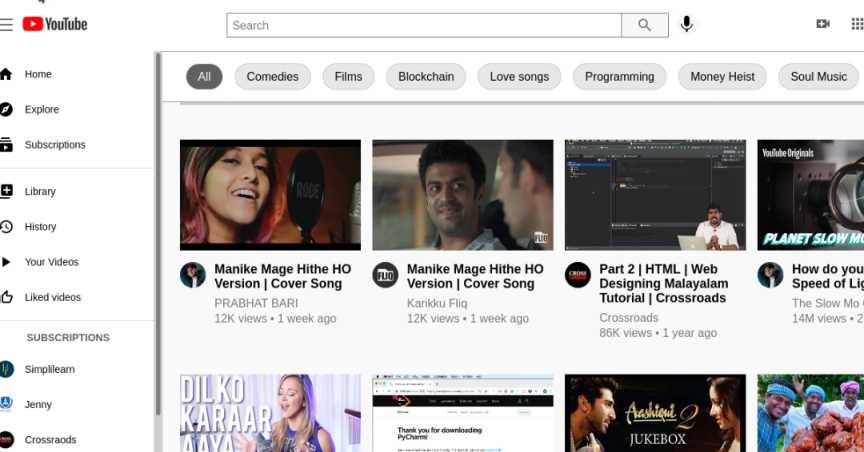 YouTube
Search
Home
Explore
Subscriptions
Library
History
Your Videos
Liked videos
SUBSCRIPTIONS
Simplilearn
Jenny
Crossraods
All
Comedies
Films
Blockchain
Love songs
Programming
Money Heist
Soul Music
RODE
FLIQ
YouTube Originals
PLANET SLOW MO
Manike Mage Hithe HO
Version | Cover Song
PRABHAT BARI
12K views • 1 week ago
FLIQ
Manike Mage Hithe HO
Version | Cover Song
Karikku Fliq
12K views • 1 week ago
CROSS
Part 2 | HTML | Web
Designing Malayalam
Tutorial | Crossroads
Crossroads
86K views • 1 year ago
How do you
Speed of Lig
The Slow Mo
14M views • 2
DIL KO
KARAAR
AAYA
Thank you for downloading
PyCharm!
Aashiqui 2
JUKEBOX